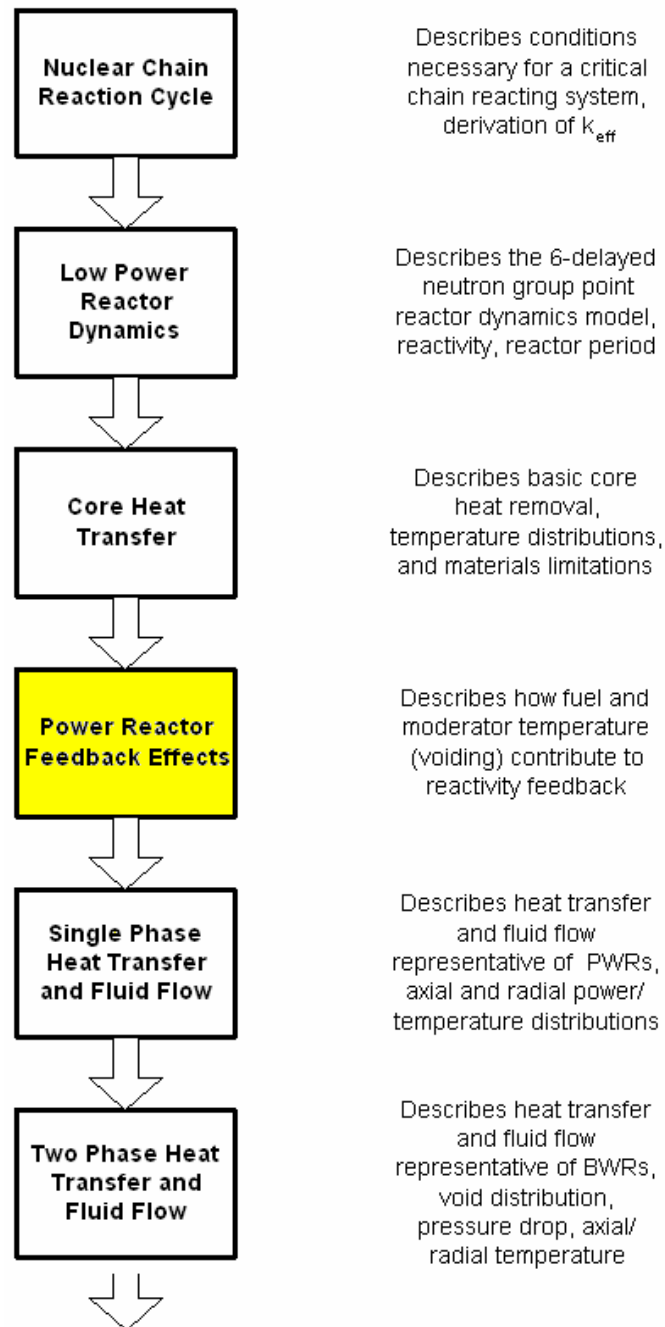 Nuclear Chain
Reaction Cycle
Describes conditions
necessary for a critical
chain reacting system,
derivation of k_eff
Low Power
Reactor
Dynamics
Describes the 6-delayed
neutron group point
reactor dynamics model,
reactivity, reactor period
Core Heat
Transfer
Describes basic core
heat removal,
temperature distributions,
and materials limitations
Power Reactor
Feedback Effects
Describes how fuel and
moderator temperature
(voiding) contribute to
reactivity feedback
Single Phase
Heat Transfer
and Fluid Flow
Describes heat transfer
and fluid flow
representative of PWRs,
axial and radial power/
temperature distributions
Two Phase Heat
Transfer and
Fluid Flow
Describes heat transfer
and fluid flow
representative of BWRs,
void distribution,
pressure drop, axial/
radial temperature